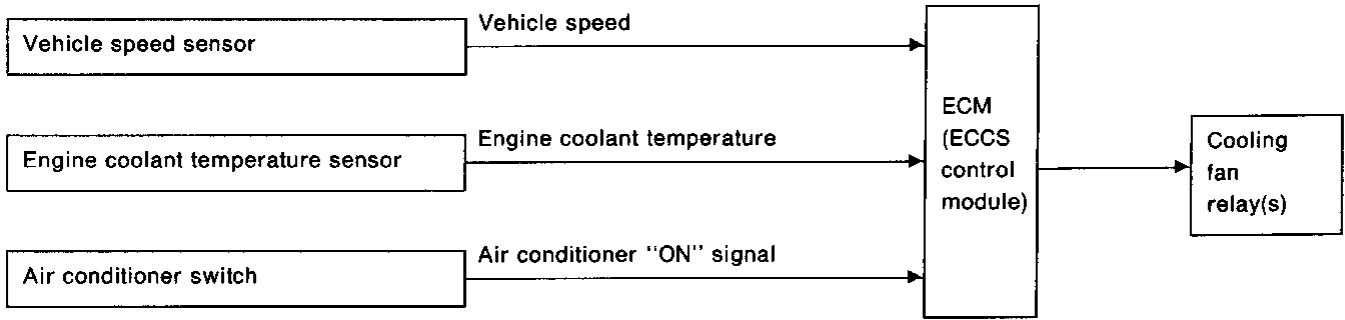 Vehicle speed sensor
Vehicle speed
Engine coolant temperature sensor
Engine coolant temperature
Air conditioner switch
Air conditioner "ON" signal
ECM
(ECCS
control
module)
Cooling
fan
relay(s)